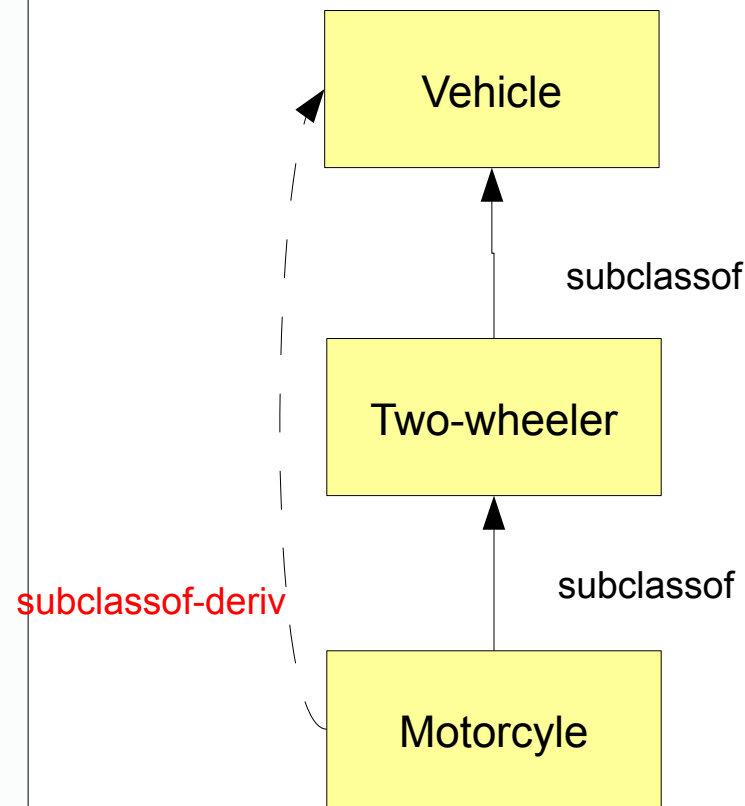 Vehicle
subclassof
Two-wheeler
subclassof
subclassof-deriv
Motorcyle